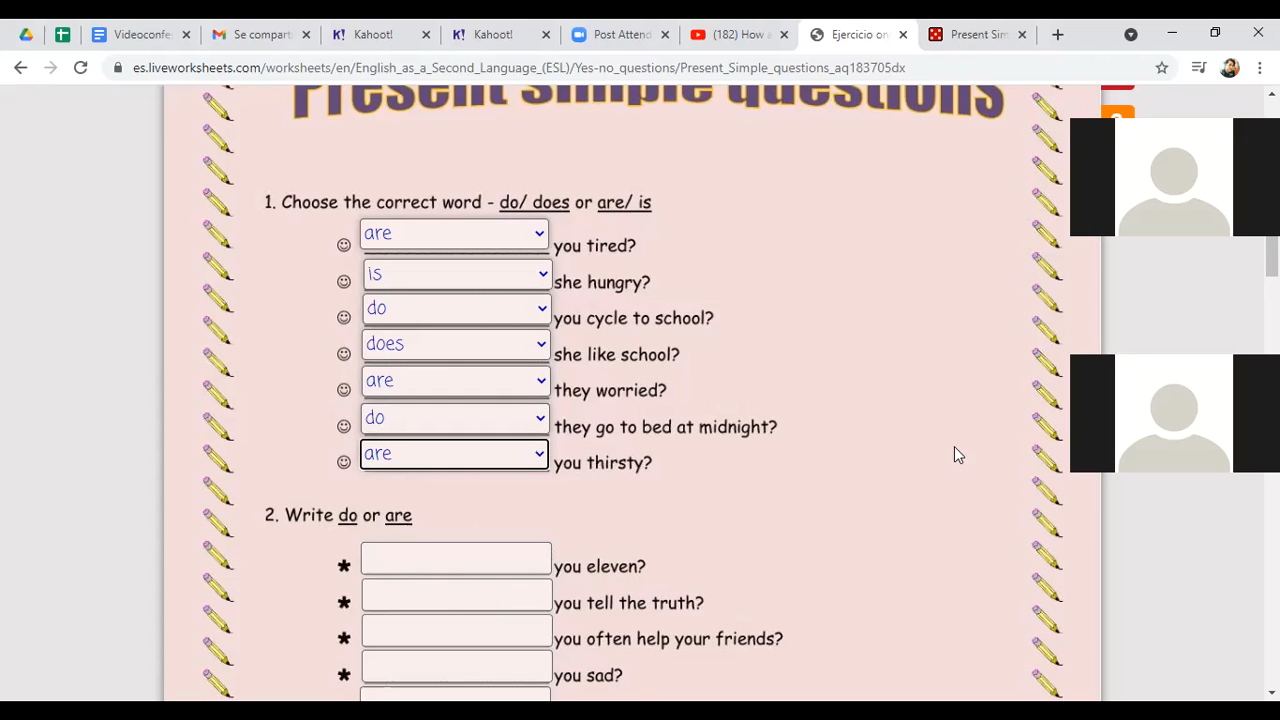 Videoconfe
Se compart
Kahoot!
Kahoot!
Post Attend
(182) How a
Ejercicio on
Present Sim
es.liveworksheets.com/worksheets/en/English_as_a_Second_Language_(ESL)/Yes-no_questions/Present_Simple_questions_aq183705dx
Present Simple questions
1. Choose the correct word - do/ does or are/ is
are you tired?
is she hungry?
do you cycle to school?
does she like school?
are they worried?
do they go to bed at midnight?
are you thirsty?
2. Write do or are
* you eleven?
* you tell the truth?
* you often help your friends?
* you sad?